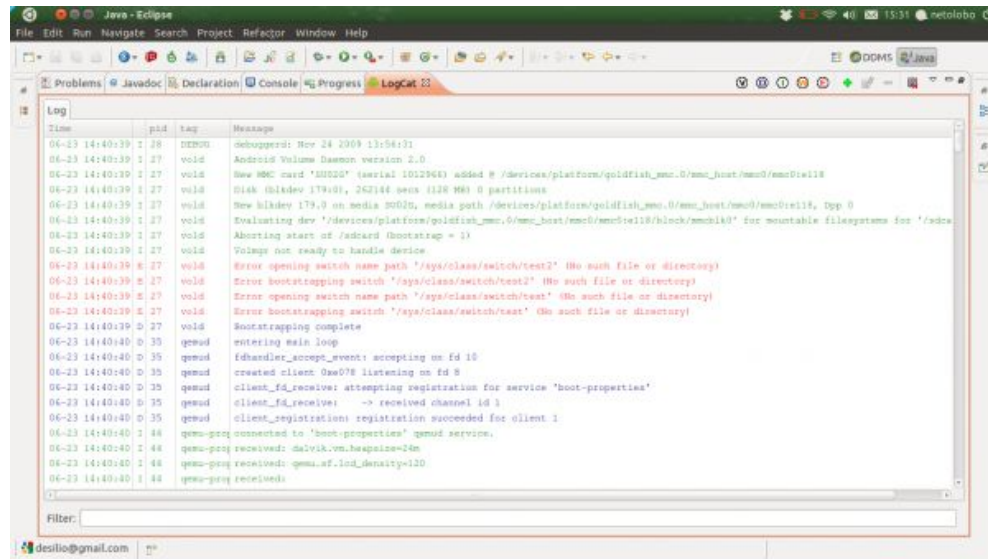 Java - Eclipse 15:31 netolobo
File Edit Run Navigate Search Project Refactor Window Help
DDMS Java
Problems Javadoc Declaration Console Progress LogCat
Log
Time pid tag Message
06-23 14:40:39 I 28 DEBUG debuggerd: Nov 24 2009 13:56:31
06-23 14:40:39 I 27 vold Android Volume Daemon version 2.0
06-23 14:40:39 I 27 vold New MMC card 'SU02G' (serial 1012966) added @ /devices/platform/goldfish_mmc.0/mmc_host/mmc0/mmc0:e118
06-23 14:40:39 I 27 vold Disk (blkdev 179:0), 262144 secs (128 MB) 0 partitions
06-23 14:40:39 I 27 vold New blkdev 179.0 on media SU02G, media path /devices/platform/goldfish_mmc.0/mmc_host/mmc0/mmc0:e118, Dpp 0
06-23 14:40:39 I 27 vold Evaluating dev '/devices/platform/goldfish_mmc.0/mmc_host/mmc0/mmc0:e118/block/mmcblk0' for mountable filesystems for '/sdca
06-23 14:40:39 I 27 vold Aborting start of /sdcard (bootstrap = 1)
06-23 14:40:39 I 27 vold Volmgr not ready to handle device
06-23 14:40:39 E 27 vold Error opening switch name path '/sys/class/switch/test2' (No such file or directory)
06-23 14:40:39 E 27 vold Error bootstrapping switch '/sys/class/switch/test2' (No such file or directory)
06-23 14:40:39 E 27 vold Error opening switch name path '/sys/class/switch/test' (No such file or directory)
06-23 14:40:39 E 27 vold Error bootstrapping switch '/sys/class/switch/test' (No such file or directory)
06-23 14:40:39 D 27 vold Bootstrapping complete
06-23 14:40:40 D 35 qemud entering main loop
06-23 14:40:40 D 35 qemud fdhandler_accept_event: accepting on fd 10
06-23 14:40:40 D 35 qemud created client 0xe078 listening on fd 8
06-23 14:40:40 D 35 qemud client_fd_receive: attempting registration for service 'boot-properties'
06-23 14:40:40 D 35 qemud client_fd_receive: -> received channel id 1
06-23 14:40:40 D 35 qemud client_registration: registration succeeded for client 1
06-23 14:40:40 I 44 qemu-prop connected to 'boot-properties' qemud service.
06-23 14:40:40 I 44 qemu-prop received: dalvik.vm.heapsize=24m
06-23 14:40:40 I 44 qemu-prop received: qemu.sf.lcd_density=120
06-23 14:40:40 I 44 qemu-prop received:
Filter:
desilio@gmail.com